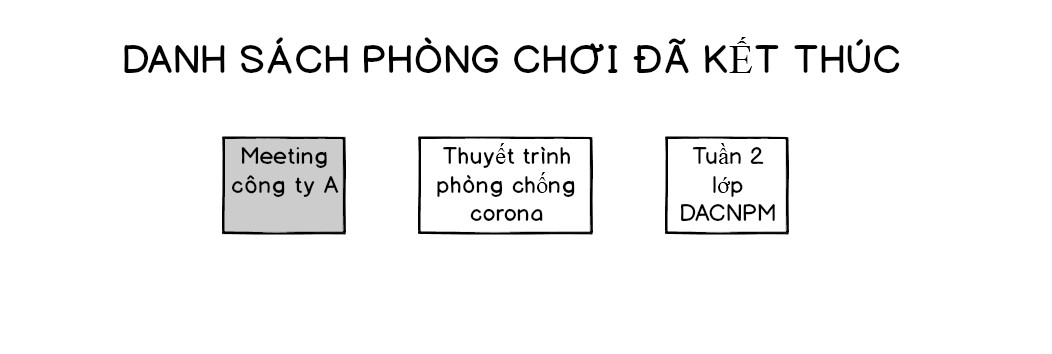 DANH SÁCH PHÒNG CHƠI ĐÃ KẾT THÚC
Meeting
công ty A
Thuyết trình
phòng chống
corona
Tuần 2
lớp
DACNPM